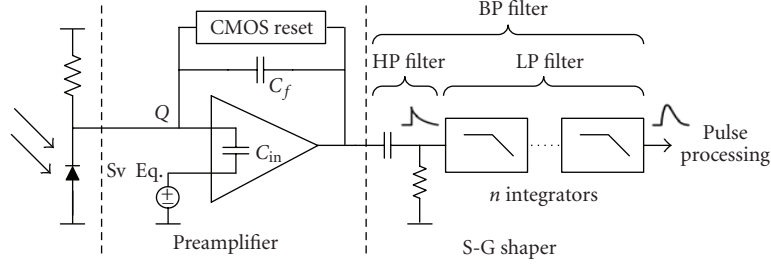 BP filter
CMOS reset
HP filter
LP filter
C_f
Q
C_in
Sv Eq.
Pulse
processing
n integrators
Preamplifier
S-G shaper